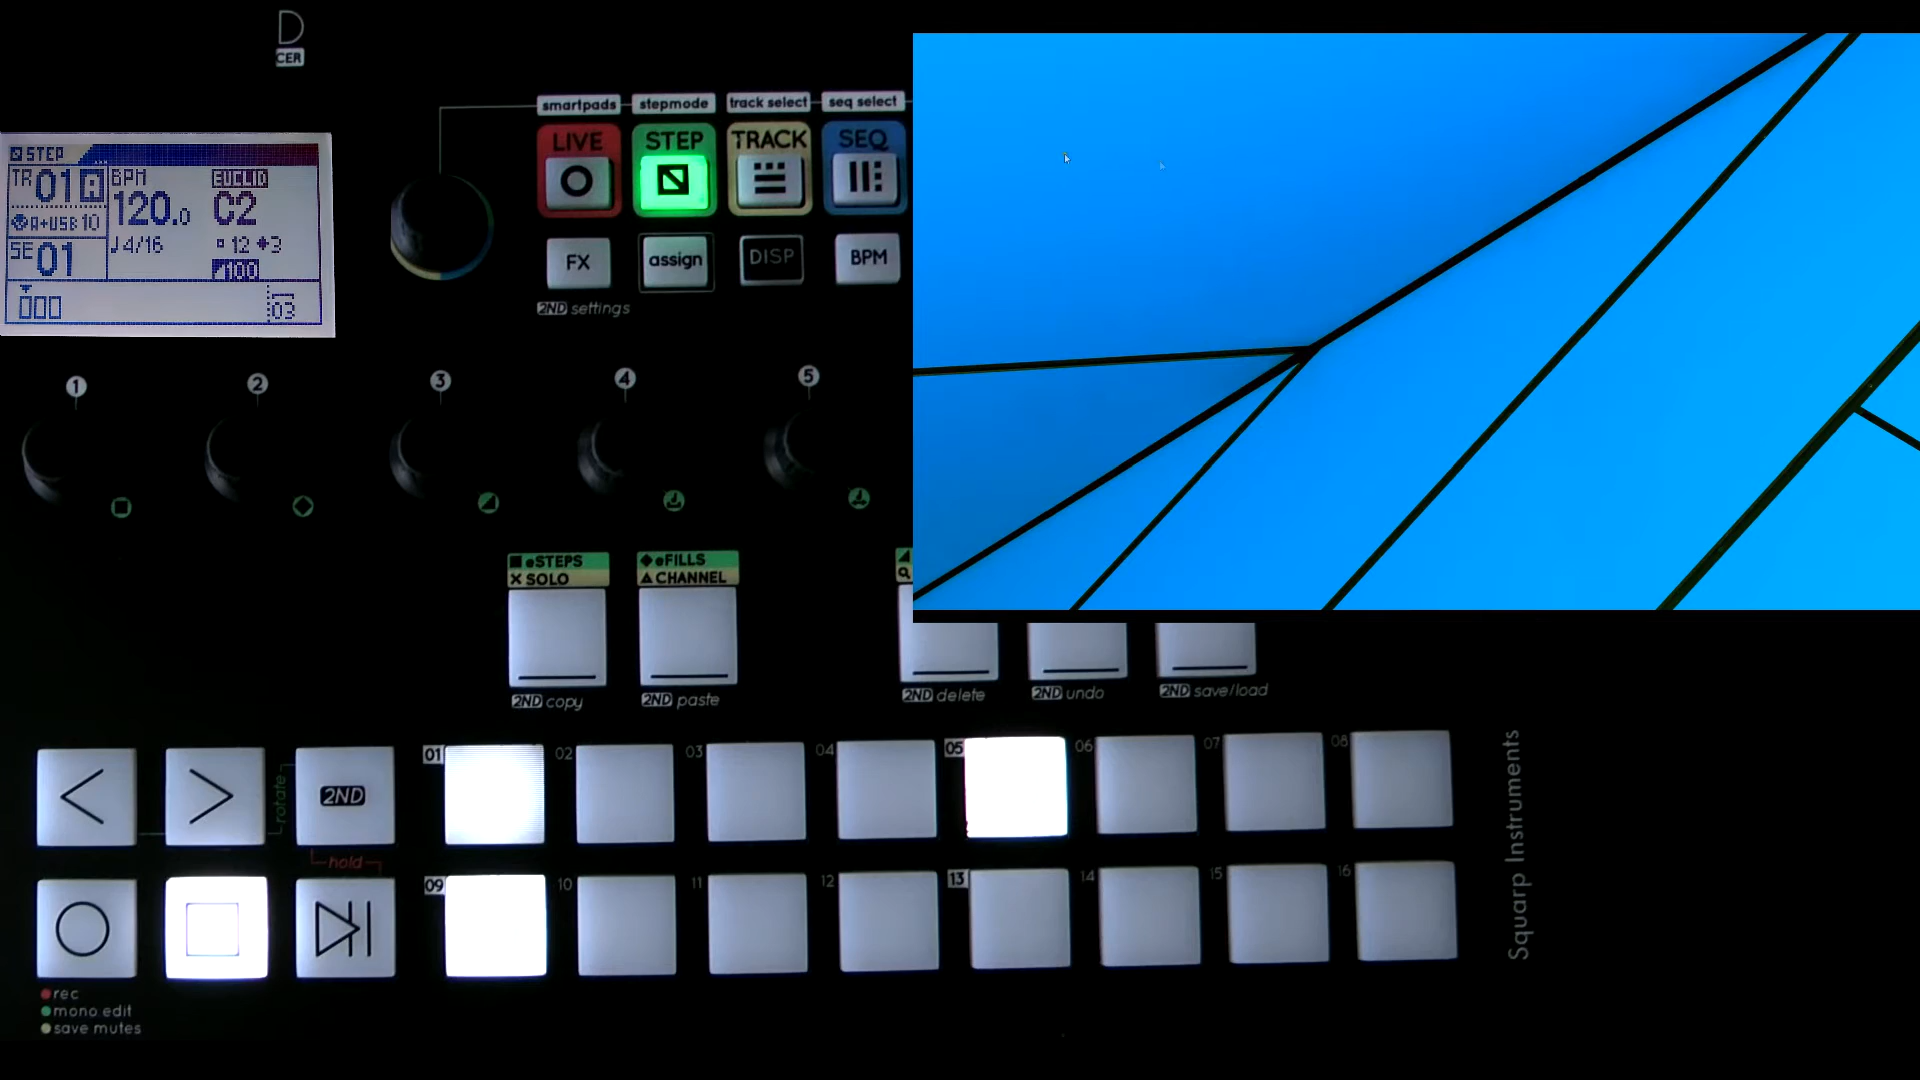 D
CER
smartpads
stepmode
track select
seq select
LIVE
STEP
TRACK
SEQ
FX
assign
DISP
BPM
2ND settings
STEP
TR 01 A
BPM
120.0
EUCLID
C2
A+USB 10
4/16
12 3
SE 01
100
03
1
2
3
4
5
eSTEPS
SOLO
eFILLS
CHANNEL
2ND copy
2ND paste
2ND delete
2ND undo
2ND save/load
2ND
rotate
hold
01
02
03
04
05
06
07
08
09
10
11
12
13
14
15
16
rec
mono edit
save mutes
Squarp Instruments